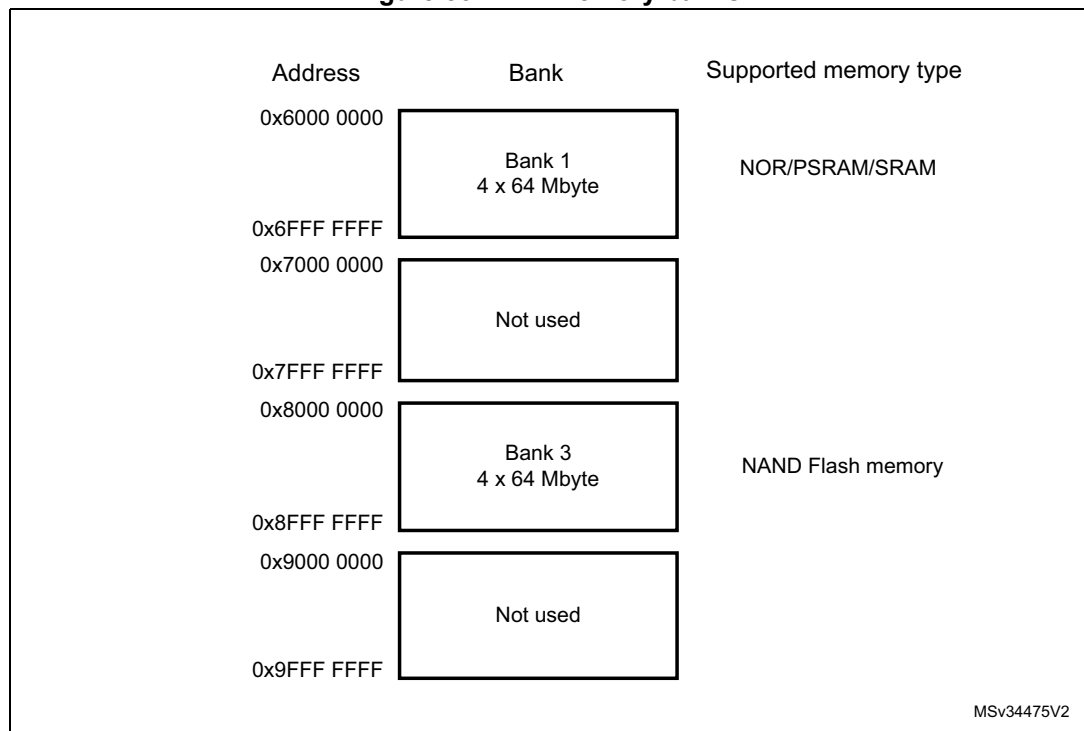 Address Bank Supported memory type
0x6000 0000
Bank 1
4 x 64 Mbyte
NOR/PSRAM/SRAM
0x6FFF FFFF
0x7000 0000
Not used
0x7FFF FFFF
0x8000 0000
Bank 3
4 x 64 Mbyte
NAND Flash memory
0x8FFF FFFF
0x9000 0000
Not used
0x9FFF FFFF
MSv34475V2